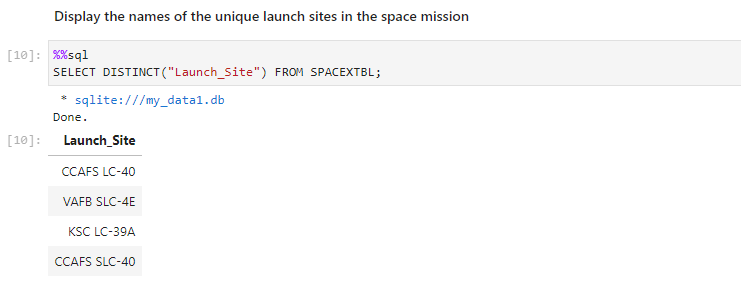 Display the names of the unique launch sites in the space mission
[10]: %%sql
SELECT DISTINCT("Launch_Site") FROM SPACEXTBL;
* sqlite:///my_data1.db
Done.
[10]: Launch_Site
CCAFS LC-40
VAFB SLC-4E
KSC LC-39A
CCAFS SLC-40